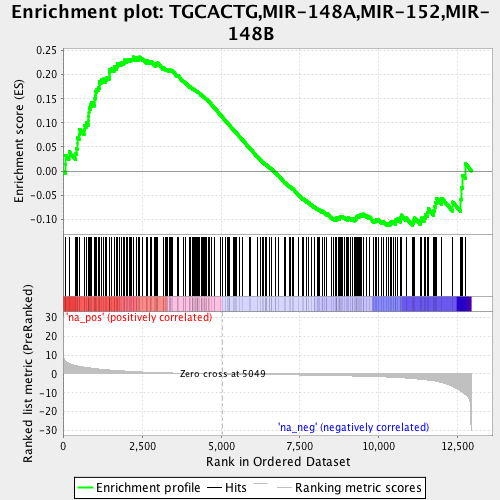 Enrichment plot: TGCACTG,MIR-148A,MIR-152,MIR-
148B
Enrichment score (ES)
0.25
0.20
0.15
0.10
0.05
0.00
-0.05
-0.10
'na_pos' (positively correlated)
Ranked list metric (PreRanked)
30
20
10
0
-10
-20
-30
Zero cross at 5049
'na_neg' (negatively correlated)
0
2,500
5,000
7,500
10,000
12,500
Rank in Ordered Dataset
Enrichment profile
Hits
Ranking metric scores